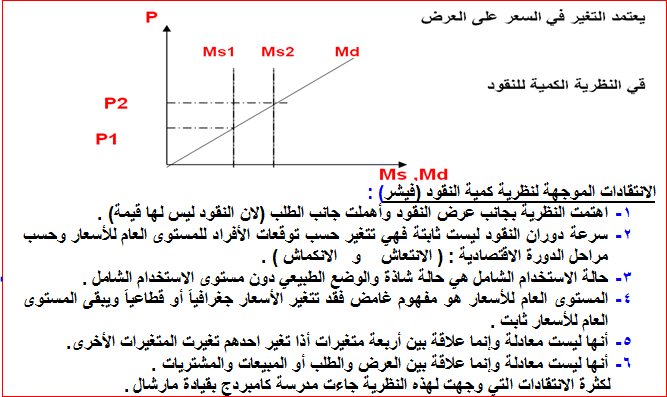 يعتمد التغير في السعر على العرض
P
Ms1 Ms2 Md
قي النظرية الكمية للنقود
P2
P1
Ms ,Md
الانتقادات الموجهة لنظرية كمية النقود (فيشر) :
١- اهتمت النظرية بجانب عرض النقود وأهملت جانب الطلب (لان النقود ليس لها قيمة) .
٢- سرعة دوران النقود ليست ثابتة فهي تتغير حسب توقعات الأفراد للمستوى العام للأسعار وحسب
مراحل الدورة الاقتصادية : ( الانتعاش و الانكماش ) .
٣- حالة الاستخدام الشامل هي حالة شاذة والوضع الطبيعي دون مستوى الاستخدام الشامل .
٤- المستوى العام للأسعار هو مفهوم غامض فقد تتغير الأسعار جغرافياً أو قطاعياً ويبقى المستوى
العام للأسعار ثابت .
٥- أنها ليست معادلة وإنما علاقة بين أربعة متغيرات أذا تغير احدهم تغيرت المتغيرات الأخرى.
٦- أنها ليست معادلة وإنما علاقة بين العرض والطلب أو المبيعات والمشتريات .
لكثرة الانتقادات التي وجهت لهذه النظرية جاءت مدرسة كامبردج بقيادة مارشال .